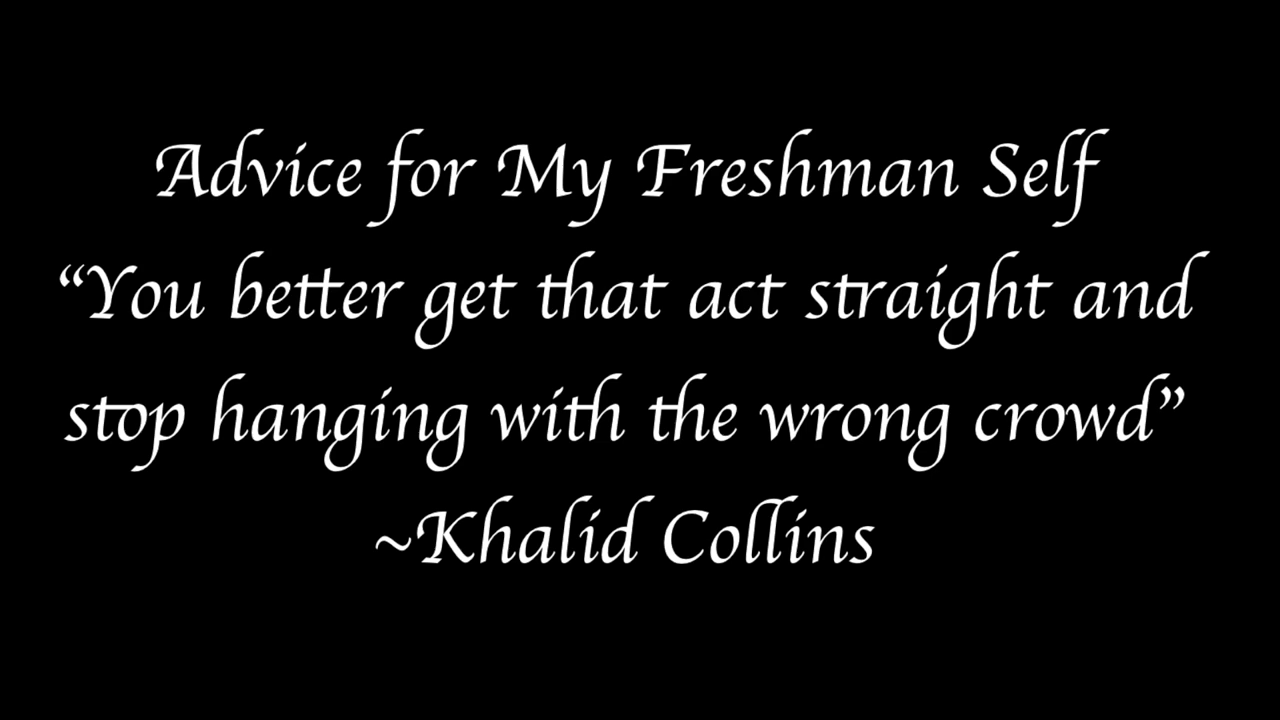 Advice for My Freshman Self
“You better get that act straight and
stop hanging with the wrong crowd”
~Khalid Collins